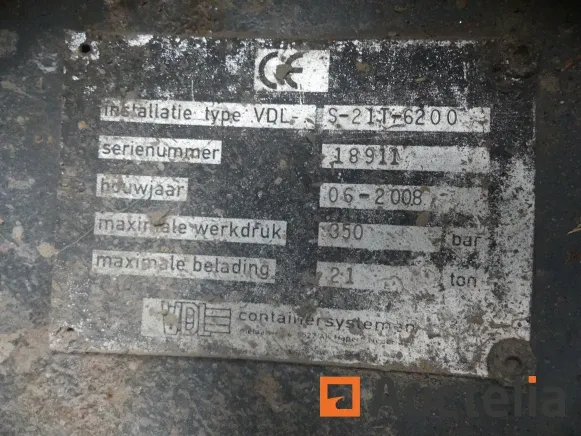 CE
installatie type VDL- S-21T-6200
serienummer 18911
bouwjaar 06-2008
maximale werkdruk 350 bar
maximale belading 21 ton
VDL containersystemen
Auctelia